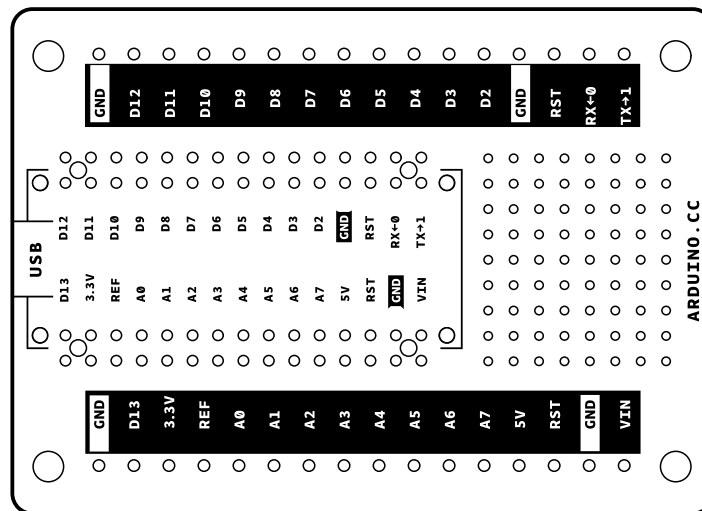 GND D12 D11 D10 D9 D8 D7 D6 D5 D4 D3 D2 GND RST RX←0 TX→1
D12 D11 D10 D9 D8 D7 D6 D5 D4 D3 D2 GND RST RX←0 TX→1
USB
D13 3.3V REF A0 A1 A2 A3 A4 A5 A6 A7 5V RST GND VIN
ARDUINO.CC
GND D13 3.3V REF A0 A1 A2 A3 A4 A5 A6 A7 5V RST GND VIN